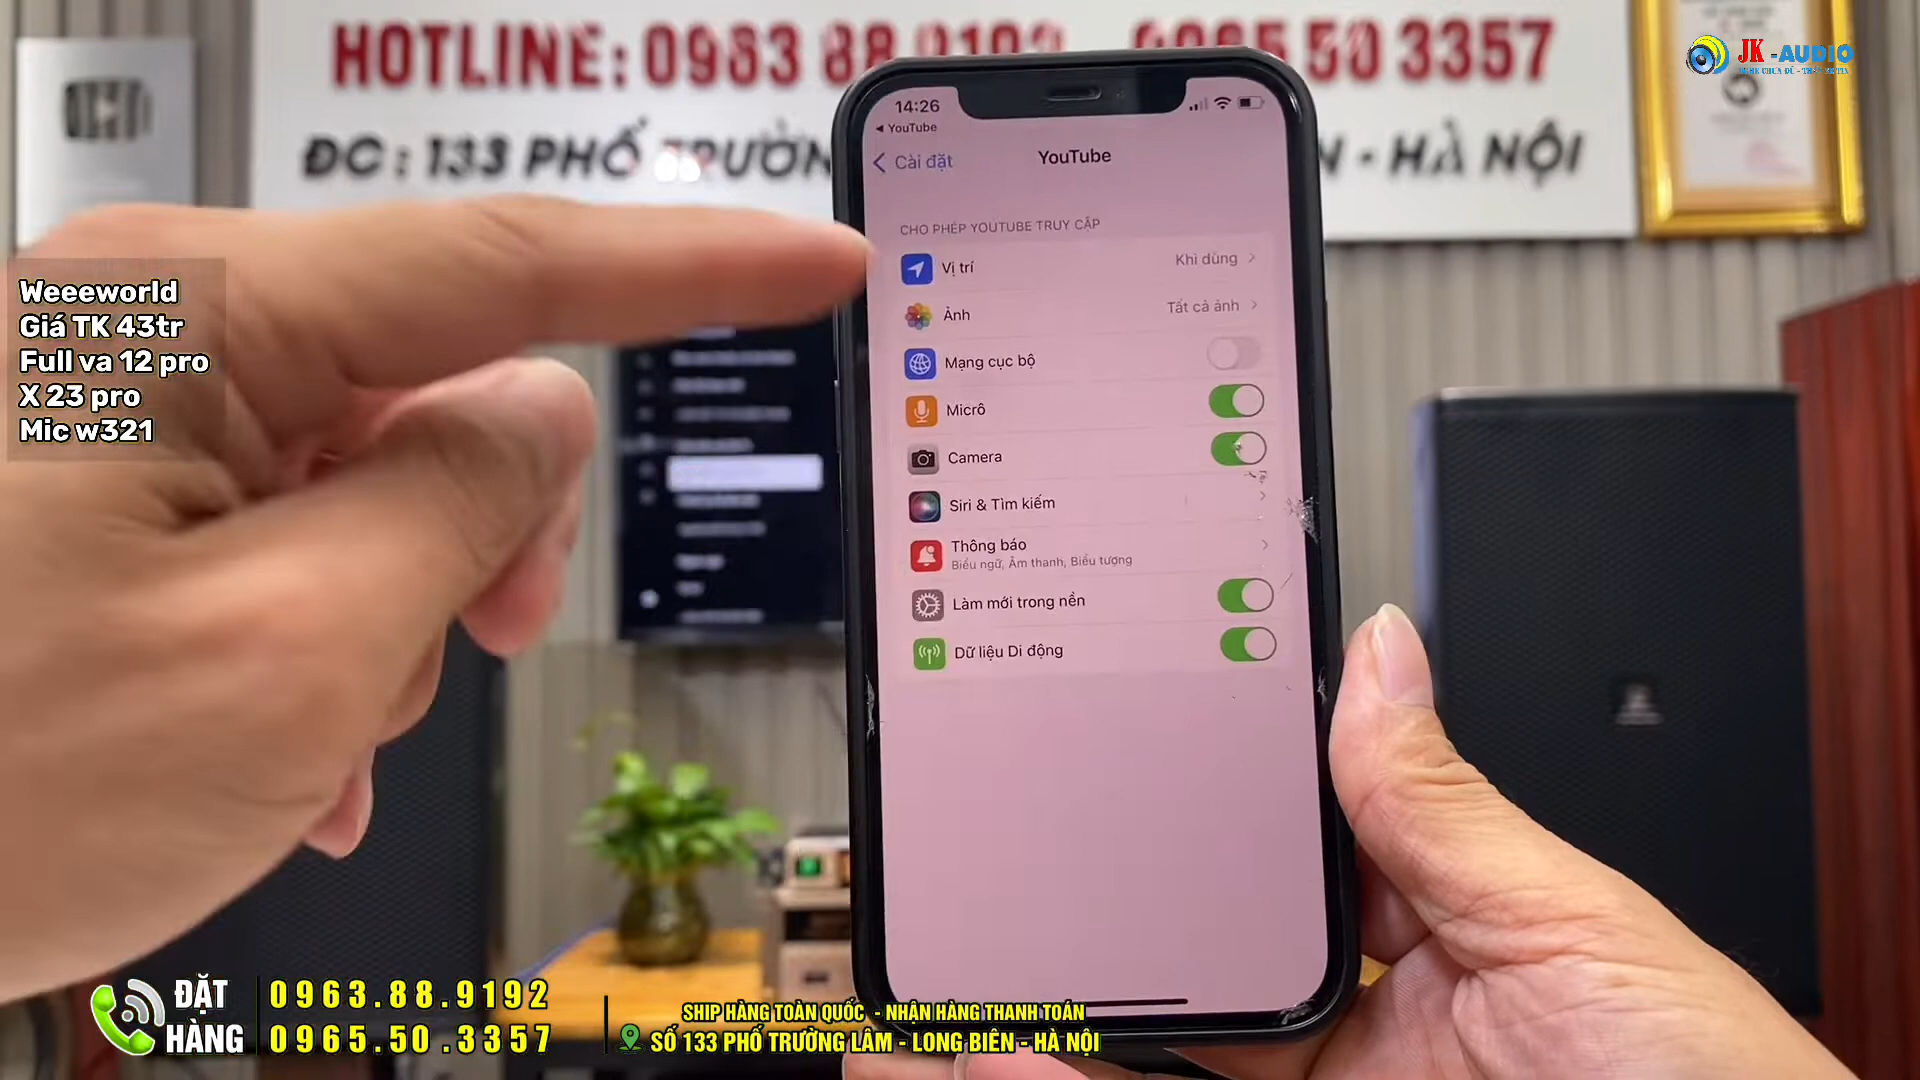 HOTLINE: 0963 88 9192 - 0965 50 3357
ĐC : 133 PHỐ TRƯỜN
N - HÀ NỘI
JK -AUDIO
14:26
YouTube
Cài đặt
YouTube
CHO PHÉP YOUTUBE TRUY CẬP
Vị trí
Khi dùng
Ảnh
Tất cả ảnh
Mạng cục bộ
Micrô
Camera
Siri & Tìm kiếm
Thông báo
Biểu ngữ, Âm thanh, Biểu tượng
Làm mới trong nền
Dữ liệu Di động
Weeeworld
Giá TK 43tr
Full va 12 pro
X 23 pro
Mic w321
ĐẶT
HÀNG
0963.88.9192
0965.50.3357
SHIP HÀNG TOÀN QUỐC - NHẬN HÀNG THANH TOÁN
SỐ 133 PHỐ TRƯỜNG LÂM - LONG BIÊN - HÀ NỘI